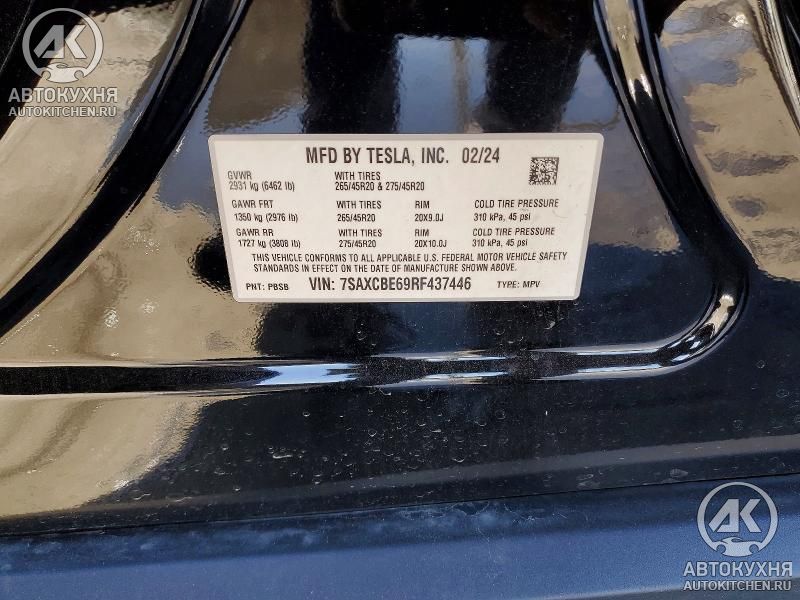 AK
АВТОКУХНЯ
AUTOKITCHEN.RU
MFD BY TESLA, INC. 02/24
GVWR WITH TIRES
2931 kg (6462 lb) 265/45R20 & 275/45R20
GAWR FRT WITH TIRES RIM COLD TIRE PRESSURE
1350 kg (2976 lb) 265/45R20 20X9.0J 310 kPa, 45 psi
GAWR RR WITH TIRES RIM COLD TIRE PRESSURE
1727 kg (3808 lb) 275/45R20 20X10.0J 310 kPa, 45 psi
THIS VEHICLE CONFORMS TO ALL APPLICABLE U.S. FEDERAL MOTOR VEHICLE SAFETY
STANDARDS IN EFFECT ON THE DATE OF MANUFACTURE SHOWN ABOVE.
PNT: PBSB VIN: 7SAXCBE69RF437446 TYPE: MPV
AK
АВТОКУХНЯ
AUTOKITCHEN.RU